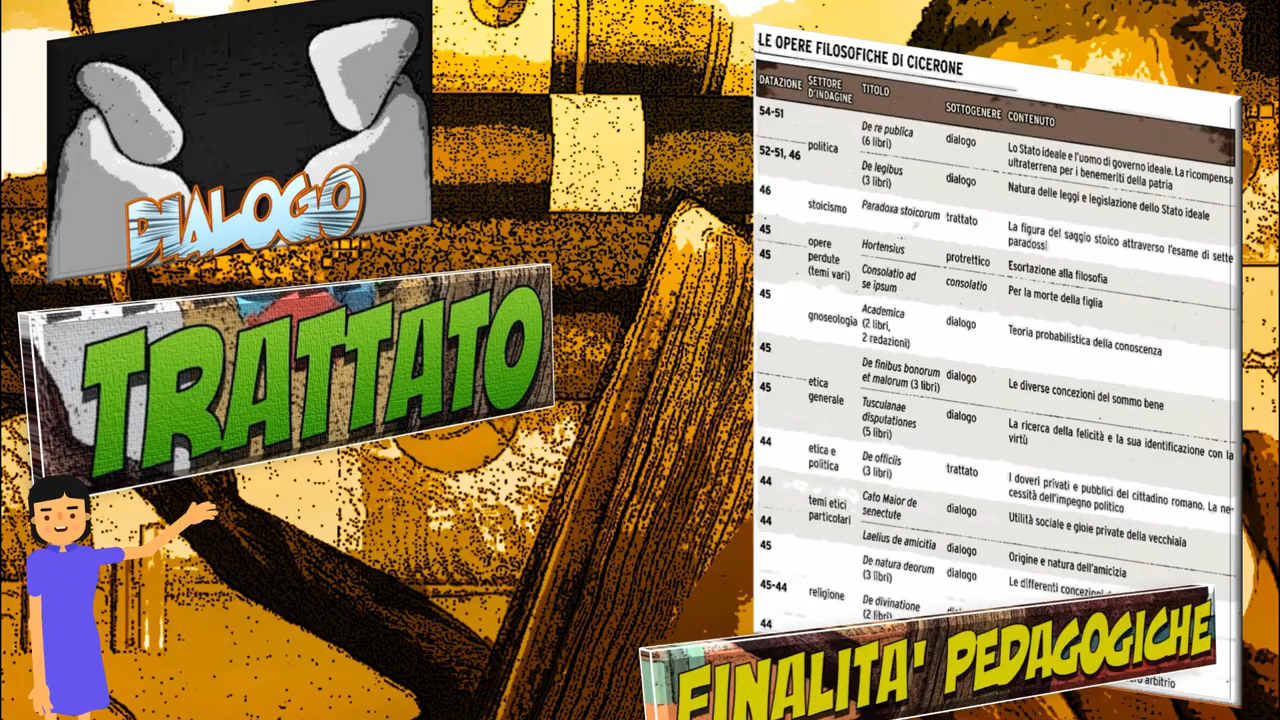 DIALOGO
TRATTATO
LE OPERE FILOSOFICHE DI CICERONE
DATAZIONE SETTORE D'INDAGINE TITOLO SOTTOGENERE CONTENUTO
54-51 politica De re publica (6 libri) dialogo Lo Stato ideale e l'uomo di governo ideale. La ricompensa ultraterrena per i benemeriti della patria
52-51, 46 De legibus (3 libri) dialogo Natura delle leggi e legislazione dello Stato ideale
46 stoicismo Paradoxa stoicorum trattato La figura del saggio stoico attraverso l'esame di sette paradossi
45 opere perdute (temi vari) Hortensius protrettico Esortazione alla filosofia
45 Consolatio ad se ipsum consolatio Per la morte della figlia
45 gnoseologia Academica (2 libri, 2 redazioni) dialogo Teoria probabilistica della conoscenza
45 etica generale De finibus bonorum et malorum (3 libri) dialogo Le diverse concezioni del sommo bene
45 Tusculanae disputationes (5 libri) dialogo La ricerca della felicità e la sua identificazione con la virtù
44 etica e politica De officiis (3 libri) trattato I doveri privati e pubblici del cittadino romano. La ne-cessità dell'impegno politico
44 temi etici particolari Cato Maior de senectute dialogo Utilità sociale e gioie private della vecchiaia
44 Laelius de amicitia dialogo Origine e natura dell'amicizia
45 religione De natura deorum (3 libri) dialogo Le differenti concezioni
45-44 De divinatione (2 libri)
44
arbitrio
FINALITA' PEDAGOGICHE